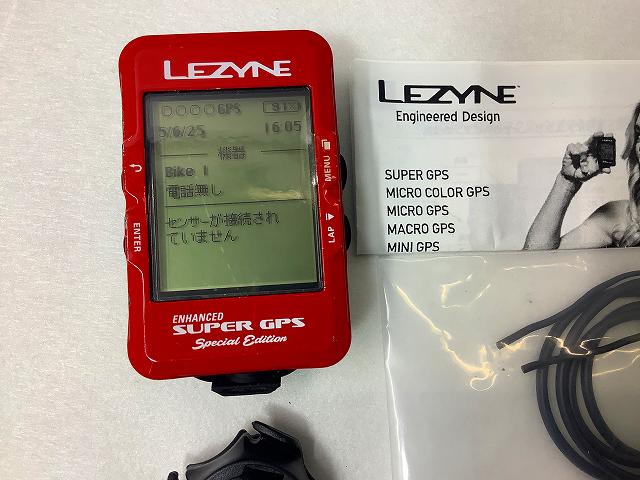 LEZYNE
GPS 91%
5/6/25 16:05
機器
Bike 1
電話無し
センサーが接続され
ていません
MENU
LAP
ENTER
ENHANCED
SUPER GPS
Special Edition
LEZYNE
Engineered Design
SUPER GPS
MICRO COLOR GPS
MICRO GPS
MACRO GPS
MINI GPS